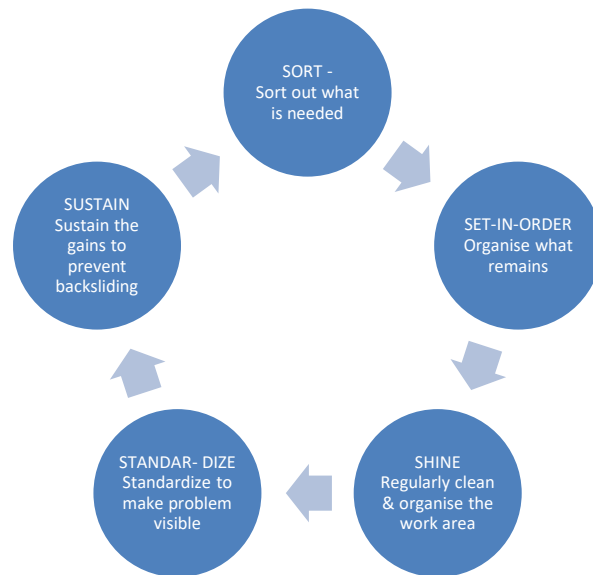 SORT -
Sort out what
is needed
SET-IN-ORDER
Organise what
remains
SHINE
Regularly clean
& organise the
work area
STANDAR- DIZE
Standardize to
make problem
visible
SUSTAIN
Sustain the
gains to
prevent
backsliding